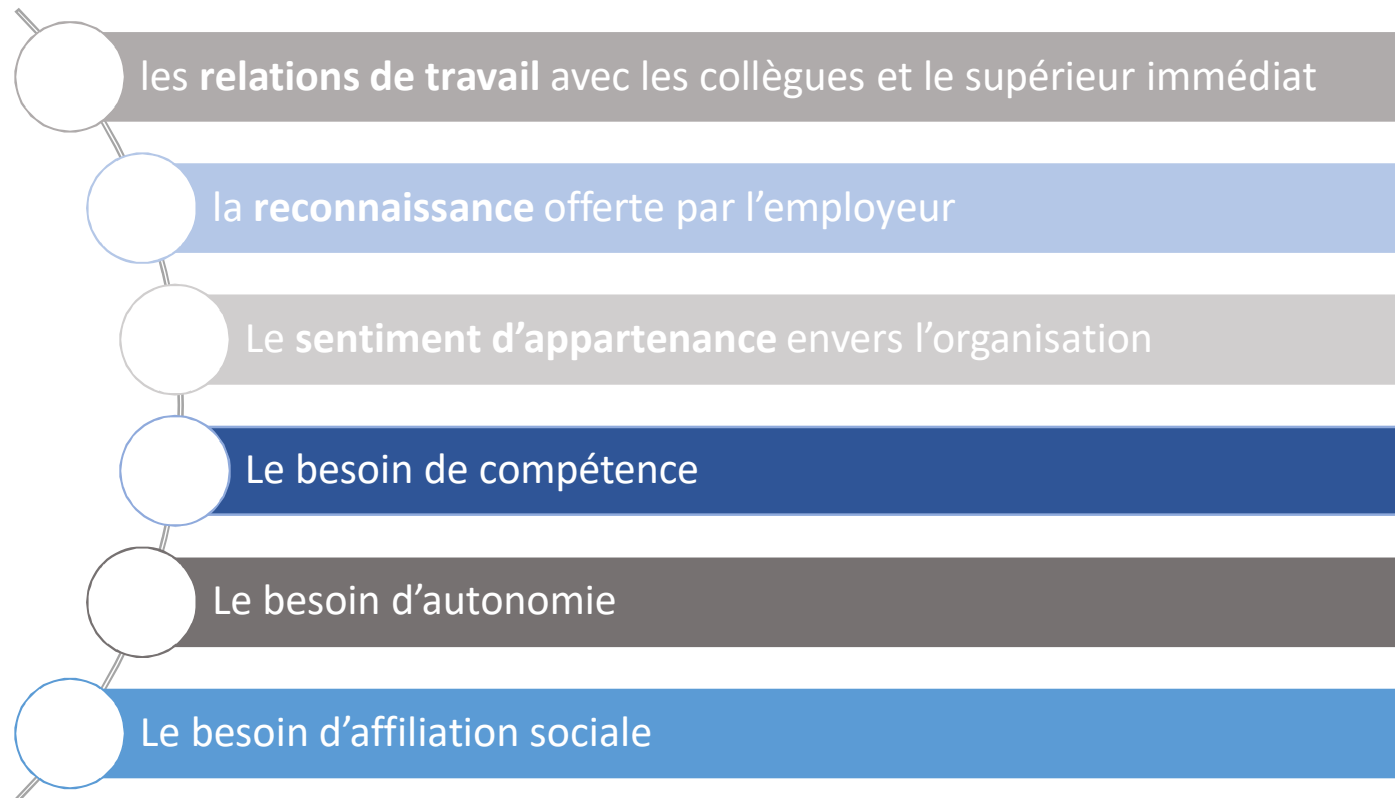 les relations de travail avec les collègues et le supérieur immédiat
la reconnaissance offerte par l’employeur
Le sentiment d’appartenance envers l’organisation
Le besoin de compétence
Le besoin d’autonomie
Le besoin d’affiliation sociale